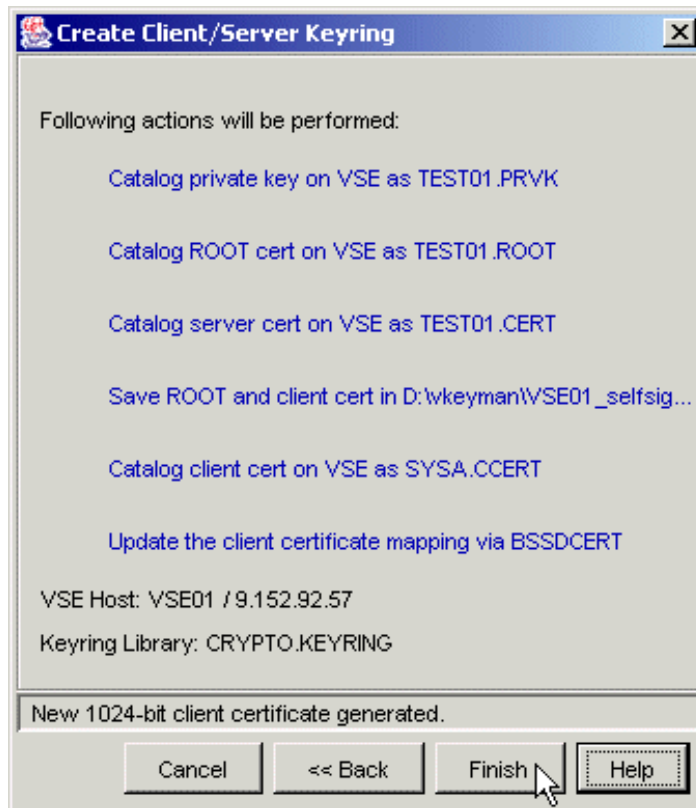 Create Client/Server Keyring
Following actions will be performed:
Catalog private key on VSE as TEST01.PRVK
Catalog ROOT cert on VSE as TEST01.ROOT
Catalog server cert on VSE as TEST01.CERT
Save ROOT and client cert in D:\vkeyman\VSE01_selfsig...
Catalog client cert on VSE as SYSA.CCERT
Update the client certificate mapping via BSSDCERT
VSE Host: VSE01 / 9.152.92.57
Keyring Library: CRYPTO.KEYRING
New 1024-bit client certificate generated.
Cancel << Back Finish Help